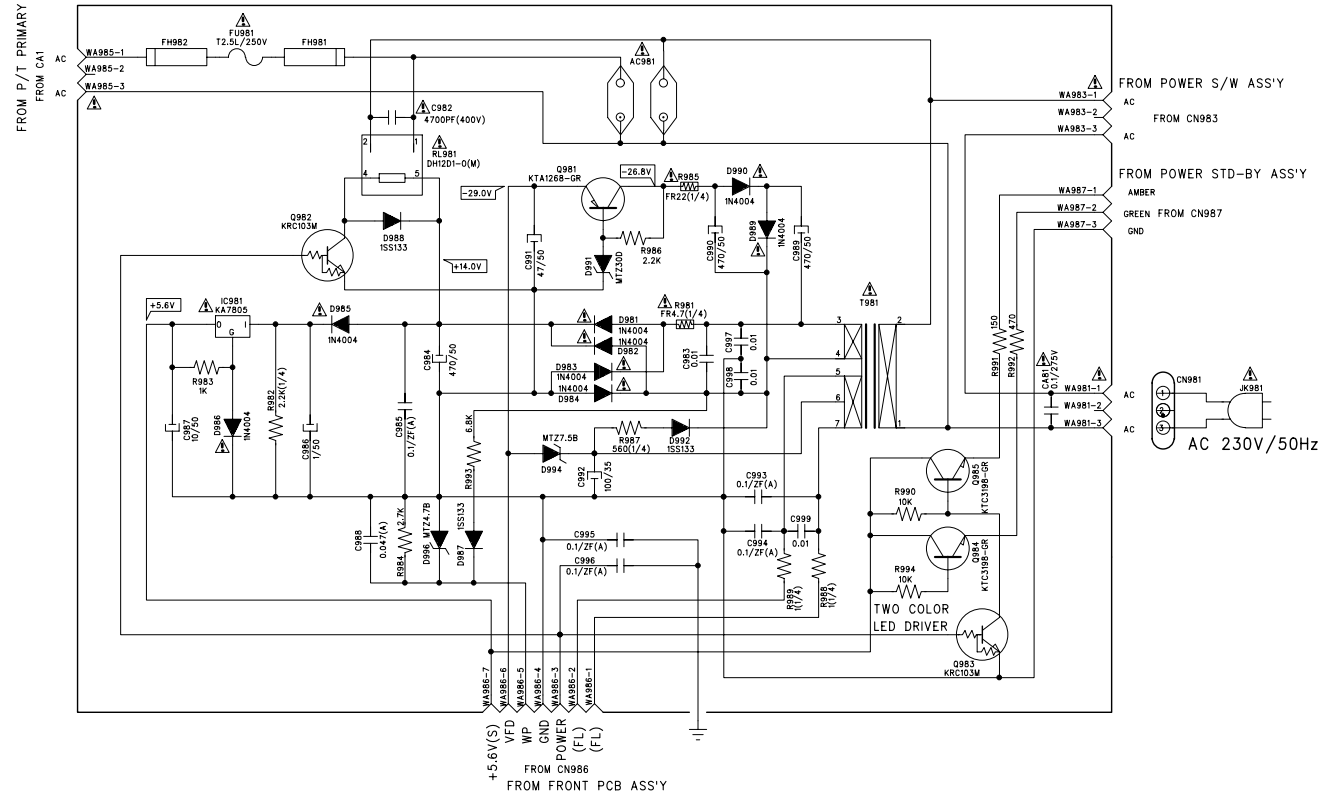 FROM P/T PRIMARY
FROM CA1
AC
WA985-1
WA985-2
AC
WA985-3
FH982
FU981
T2.5L/250V
FH981
AC981
C982
4700PF(400V)
2
1
RL981
DH12D1-0(M)
4
5
Q982
KRC103M
D988
1SS133
+14.0V
-29.0V
Q981
KTA1268-GR
-26.8V
R985
FR22(1/4)
D990
1N4004
C991
47/50
D991
MTZ30D
R986
2.2K
C990
470/50
D989
1N4004
C989
470/50
WA983-1
WA983-2
WA983-3
FROM POWER S/W ASS'Y
AC
FROM CN983
AC
FROM POWER STD-BY ASS'Y
WA987-1
AMBER
WA987-2
GREEN FROM CN987
WA987-3
GND
+5.6V
IC981
KA7805
O
I
G
D985
1N4004
R983
1K
C987
10/50
D986
1N4004
R982
2.2K(1/4)
C986
1/50
C985
0.1/ZF(A)
C984
470/50
D981
1N4004
1N4004
D982
D983
1N4004
1N4004
D984
R981
FR4.7(1/4)
C983
0.01
C997
0.01
C998
0.01
T981
3
4
5
6
7
2
1
R991
150
R992
470
CA81
0.1/275V
WA981-1
AC
WA981-2
WA981-3
AC
CN981
1
2
3
JK981
AC 230V/50Hz
R993
6.8K
MTZ7.5B
D994
R987
560(1/4)
D992
1SS133
C992
100/35
C988
0.047(A)
R984
2.7K
D996
MTZ4.7B
D987
1SS133
C993
0.1/ZF(A)
C994
0.1/ZF(A)
C999
0.01
C995
0.1/ZF(A)
C996
0.1/ZF(A)
R989
1(1/4)
R988
1(1/4)
Q985
KTC3198-GR
R990
10K
Q984
KTC3198-GR
R994
10K
TWO COLOR
LED DRIVER
Q983
KRC103M
WA986-7
WA986-6
WA986-5
WA986-4
WA986-3
WA986-2
WA986-1
+5.6V(S)
VFD
WP
GND
POWER
(FL)
(FL)
FROM CN986
FROM FRONT PCB ASS'Y